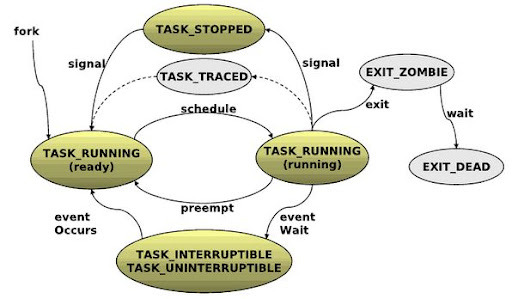 fork
TASK_STOPPED
signal
signal
TASK_TRACED
EXIT_ZOMBIE
schedule
exit
wait
TASK_RUNNING
(ready)
TASK_RUNNING
(running)
EXIT_DEAD
preempt
event
Occurs
event
Wait
TASK_INTERRUPTIBLE
TASK_UNINTERRUPTIBLE